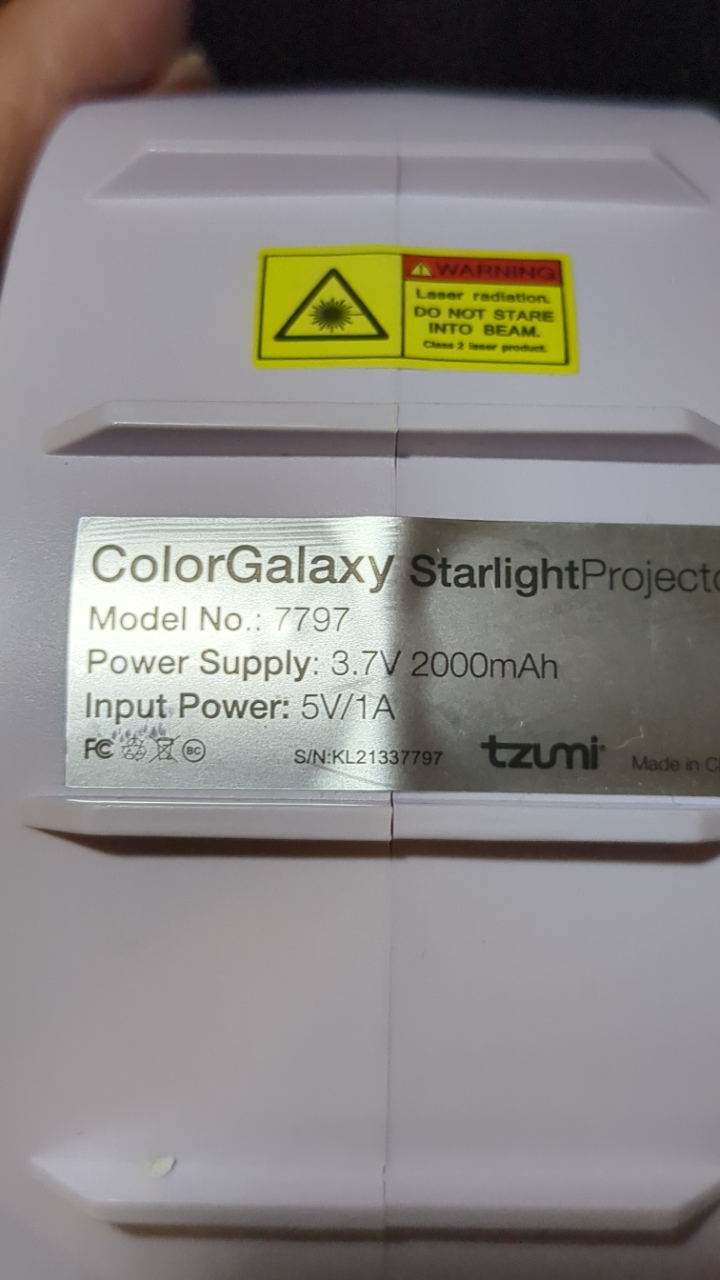 WARNING
Laser radiation.
DO NOT STARE
INTO BEAM.
Class 2 laser product.
ColorGalaxy StarlightProjecto
Model No.: 7797
Power Supply: 3.7V 2000mAh
Input Power: 5V/1A
FC BC S/N:KL21337797 tzumi Made in C